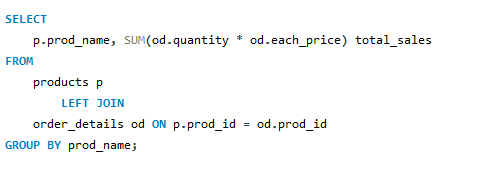 SELECT
p.prod_name, SUM(od.quantity * od.each_price) total_sales
FROM
products p
LEFT JOIN
order_details od ON p.prod_id = od.prod_id
GROUP BY prod_name;